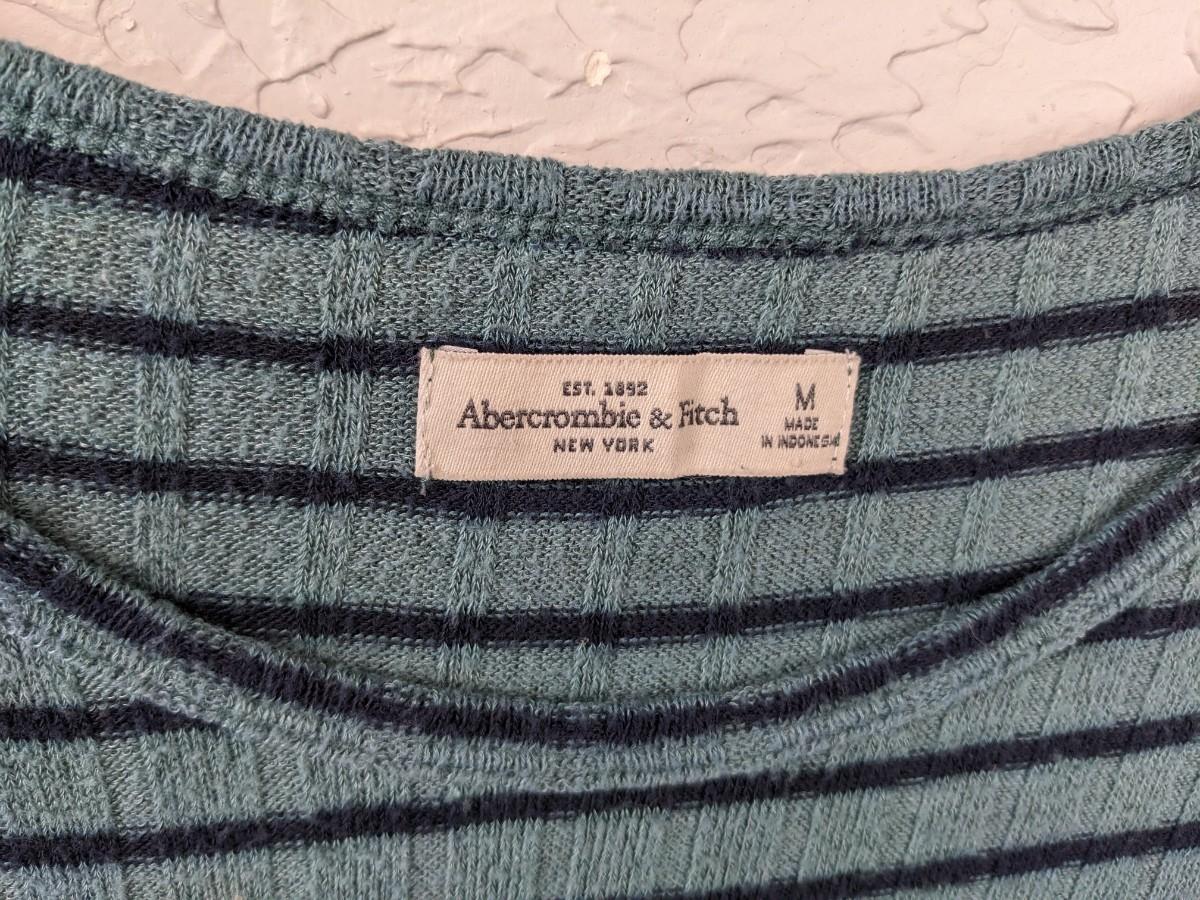 EST. 1892
Abercrombie & Fitch
NEW YORK
M
MADE
IN INDONESIA